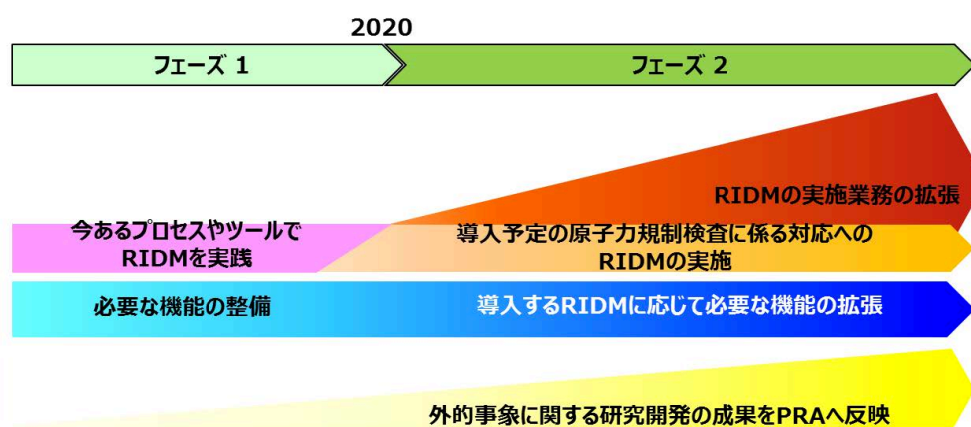 2020
フェーズ 1
フェーズ 2
RIDMの実施業務の拡張
今あるプロセスやツールで
RIDMを実践
導入予定の原子力規制検査に係る対応への
RIDMの実施
必要な機能の整備
導入するRIDMに応じて必要な機能の拡張
外的事象に関する研究開発の成果をPRAへ反映